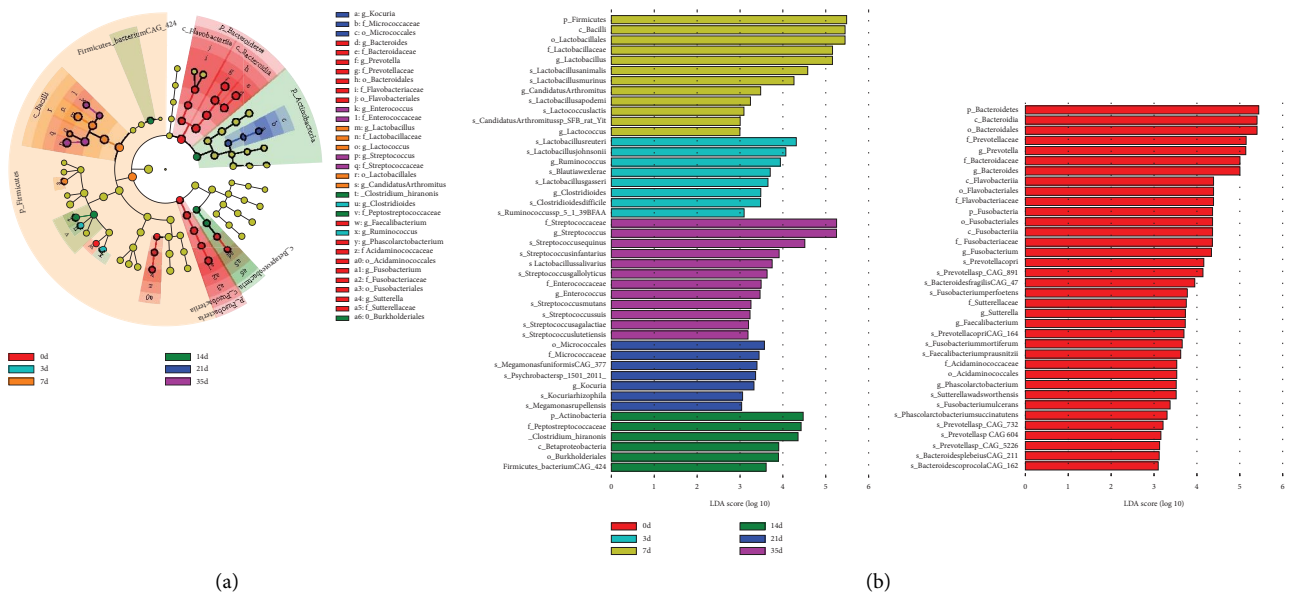 Firmicutes_bacteriumCAG_424
p_Bacteroidetes
c_Flavobacteriia
c_Bacteroidia
p_Actinobacteria
c_Bacilli
p_Firmicutes
c_Betaproteobacteria
c_Fusobacteriia
p_Fusobacteria
a: g_Kocuria
b: f_Micrococcaceae
c: o_Micrococcales
d: g_Bacteroides
e: f_Bacteroidaceae
f: g_Prevotella
g: f_Prevotellaceae
h: o_Bacteroidales
i: f_Flavobacteriaceae
j: o_Flavobacteriales
k: g_Enterococcus
l: f_Enterococcaceae
m: g_Lactobacillus
n: f_Lactobacillaceae
o: g_Lactococcus
p: g_Streptococcus
q: f_Streptococcaceae
r: o_Lactobacillales
s: g_CandidatusArthromitus
t: _Clostridium_hiranonis
u: g_Clostridioides
v: f_Peptostreptococcaceae
w: g_Faecalibacterium
x: g_Ruminococcus
y: g_Phascolarctobacterium
z: f Acidaminococcaceae
a0: o_Acidaminococcales
a1: g_Fusobacterium
a2: f_Fusobacteriaceae
a3: o_Fusobacteriales
a4: g_Sutterella
a5: f_Sutterellaceae
a6: 0_Burkholderiales
0d
3d
7d
14d
21d
35d
(a)
p_Firmicutes
c_Bacilli
o_Lactobacillales
f_Lactobacillaceae
g_Lactobacillus
s_Lactobacillusanimalis
s_Lactobacillusmurinus
g_CandidatusArthromitus
s_Lactobacillusapodemi
s_Lactococcuslactis
s_CandidatusArthromitussp_SFB_rat_Yit
g_Lactococcus
s_Lactobacillusreuteri
s_Lactobacillusjohnsonii
g_Ruminococcus
s_Blautiawexlerae
s_Lactobacillusgasseri
g_Clostridioides
s_Clostridioidesdifficile
s_Ruminococcussp_5_1_39BFAA
f_Streptococcaceae
g_Streptococcus
s_Streptococcusequinus
s_Streptococcusinfantarius
s Lactobacillussalivarius
s_Streptococcusgallolyticus
f_Enterococcaceae
g_Enterococcus
s_Streptococcusmutans
s_Streptococcussuis
s_Streptococcusagalactiae
s_Streptococcuslutetiensis
o_Micrococcales
f_Micrococcaceae
s_MegamonasfuniformisCAG_377
s_Psychrobactersp_1501_2011_
g_Kocuria
s_Kocuriarhizophila
s_Megamonasrupellensis
p_Actinobacteria
f_Peptostreptococcaceae
_Clostridium_hiranonis
c_Betaproteobacteria
o_Burkholderiales
Firmicutes_bacteriumCAG_424
0 1 2 3 4 5 6
LDA score (log 10)
0d
3d
7d
14d
21d
35d
p_Bacteroidetes
c_Bacteroidia
o_Bacteroidales
f_Prevotellaceae
g_Prevotella
f_Bacteroidaceae
g_Bacteroides
c_Flavobacteriia
o_Flavobacteriales
f_Flavobacteriaceae
p_Fusobacteria
o_Fusobacteriales
c_Fusobacteriia
f_ Fusobacteriaceae
g_Fusobacterium
s_Prevotellacopri
s_Prevotellasp_CAG_891
s_BacteroidesfragilisCAG_47
s_Fusobacteriumperfoetens
f_Sutterellaceae
g_Sutterella
g_Faecalibacterium
s_PrevotellacopriCAG_164
s_Fusobacteriummortiferum
s_Faecalibacteriumprausnitzii
f_Acidaminococcaceae
o_Acidaminococcales
g_Phascolarctobacterium
s_Sutterellawadsworthensis
s_Fusobacteriumulcerans
s_Phascolarctobacteriumsuccinatutens
s_Prevotellasp_CAG_732
s_Prevotellasp CAG 604
s_Prevotellasp_CAG_5226
s_BacteroidesplebeiusCAG_211
s_BacteroidescoprocolaCAG_162
0 1 2 3 4 5 6
LDA score (log 10)
(b)